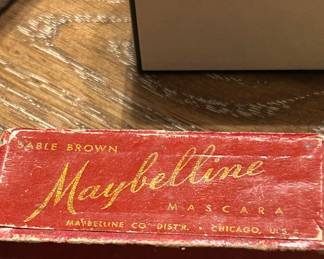 SABLE BROWN
Maybelline
MASCARA
MAYBELLINE CO. DIST'R. • CHICAGO, U.S.A.